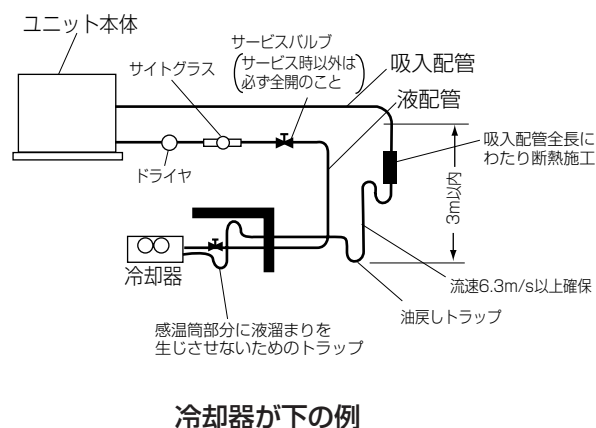 ユニット本体
サービスバルブ
サービス時以外は
必ず全開のこと
サイトグラス
吸入配管
液配管
ドライヤ
吸入配管全長に
わたり断熱施工
3m以内
冷却器
流速6.3m/s以上確保
油戻しトラップ
感温筒部分に液溜まりを
生じさせないためのトラップ
冷却器が下の例